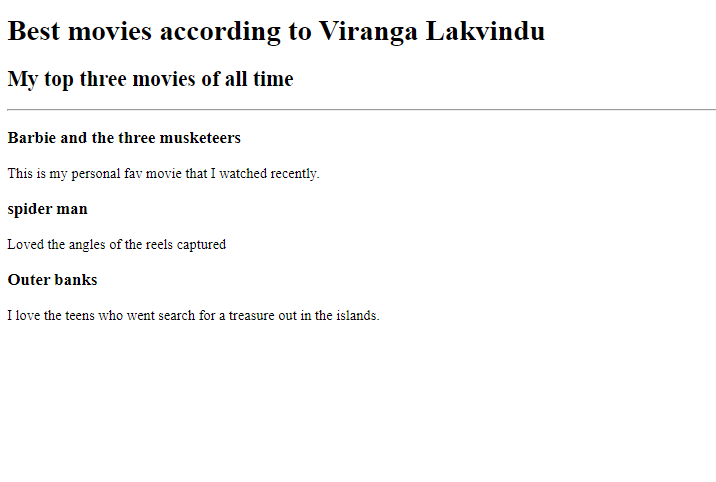 Best movies according to Viranga Lakvindu
My top three movies of all time
Barbie and the three musketeers
This is my personal fav movie that I watched recently.
spider man
Loved the angles of the reels captured
Outer banks
I love the teens who went search for a treasure out in the islands.